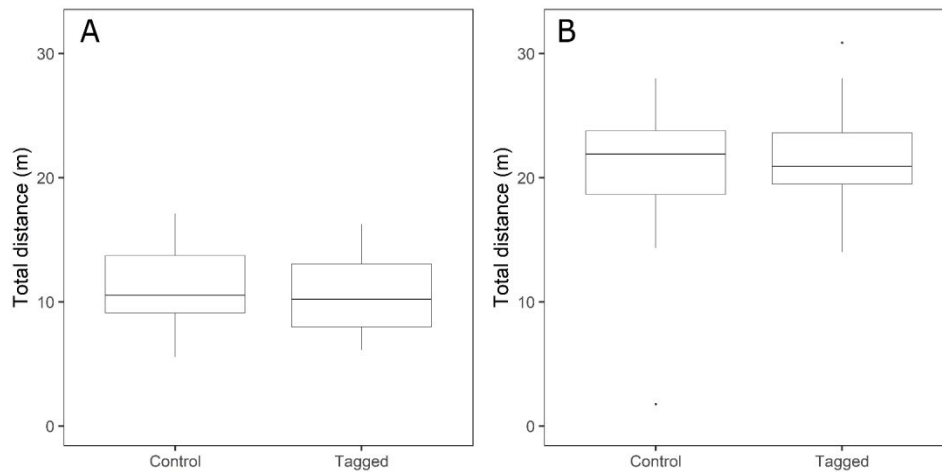 A
Total distance (m)
30
20
10
0
Control Tagged
B
Total distance (m)
30
20
10
0
Control Tagged